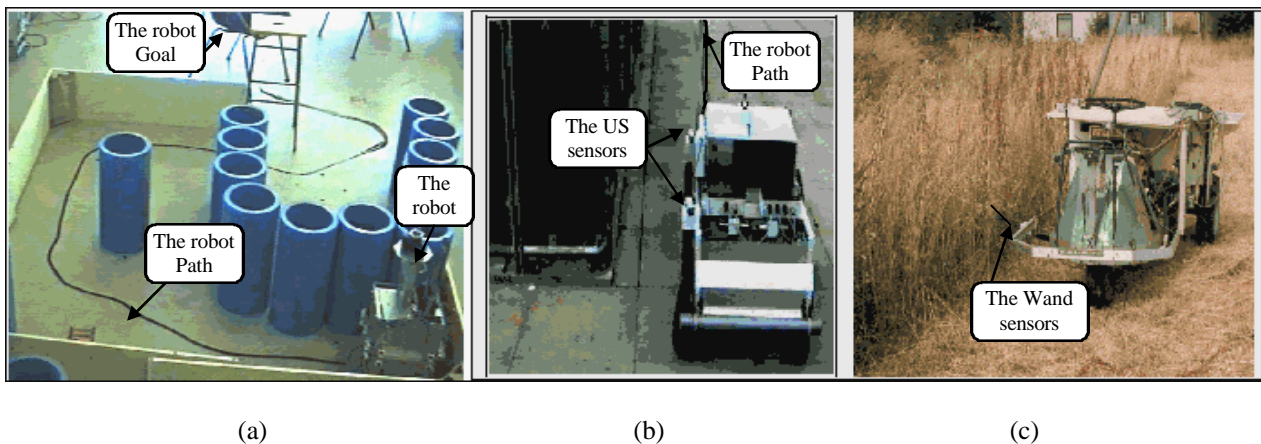 The robot
Goal
The
robot
The robot
Path
The robot
Path
The US
sensors
The Wand
sensors
(a)
(b)
(c)